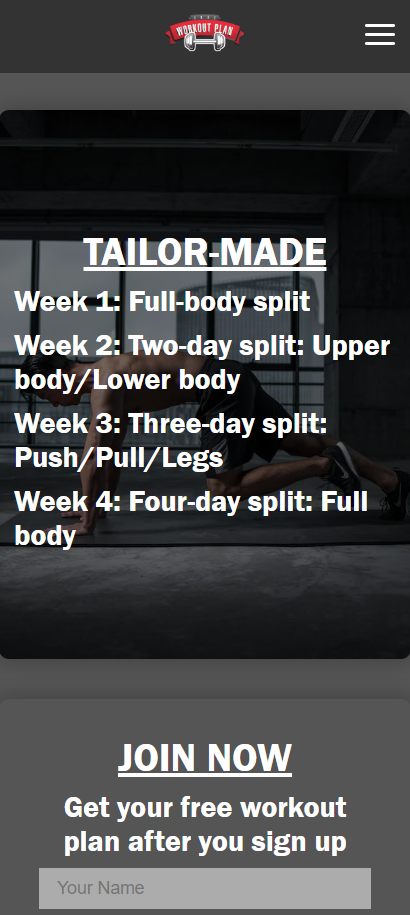 WORKOUT PLAN
TAILOR-MADE
Week 1: Full-body split
Week 2: Two-day split: Upper
body/Lower body
Week 3: Three-day split:
Push/Pull/Legs
Week 4: Four-day split: Full
body
JOIN NOW
Get your free workout
plan after you sign up
Your Name